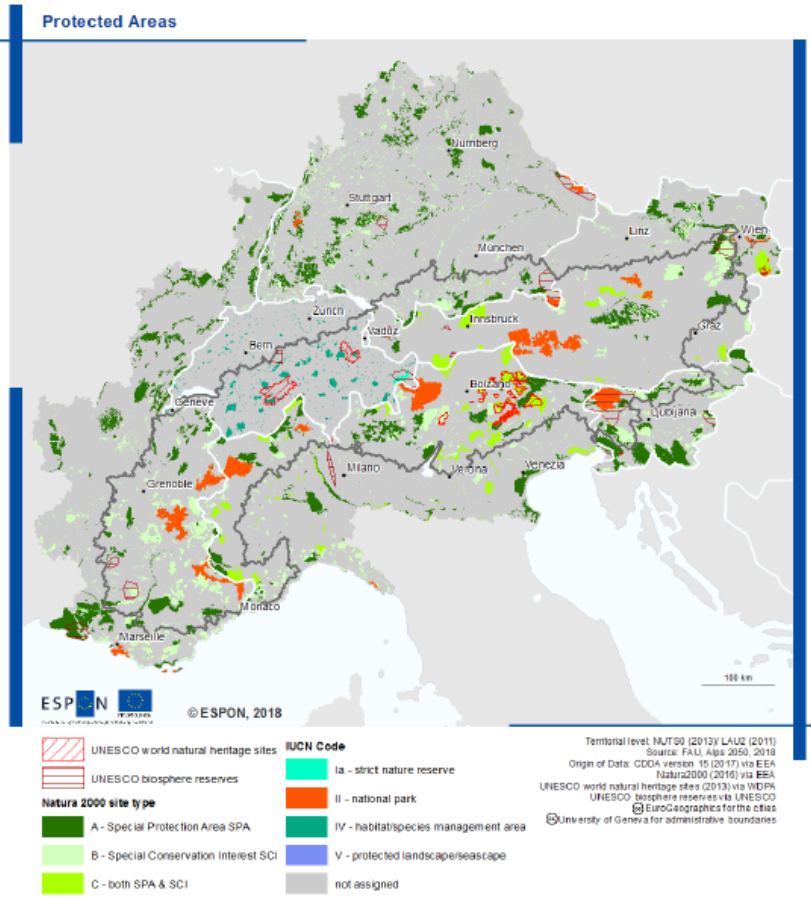 Protected Areas
Nürnberg
Stuttgart
Linz
Wien
München
Zürich
Innsbruck
Vaduz
Graz
Bern
Bolzano
Genève
Ljubljana
Milano
Verona
Venezia
Grenoble
Monaco
Marseille
100 km
ESPON
© ESPON, 2018
UNESCO world natural heritage sites
UNESCO biosphere reserves
Natura 2000 site type
A - Special Protection Area SPA
B - Special Conservation Interest SCI
C - both SPA & SCI
IUCN Code
Ia - strict nature reserve
II - national park
IV - habitat/species management area
V - protected landscape/seascape
not assigned
Territorial level: NUTS0 (2013)/ LAU2 (2011)
Source: FAU, Alps 2050, 2018
Origin of Data: CDDA version 15 (2017) via EEA
Natura2000 (2016) via EEA
UNESCO world natural heritage sites (2013) via WDPA
UNESCO biosphere reserves via UNESCO
EuroGeographics for the cities
University of Geneva for administrative boundaries